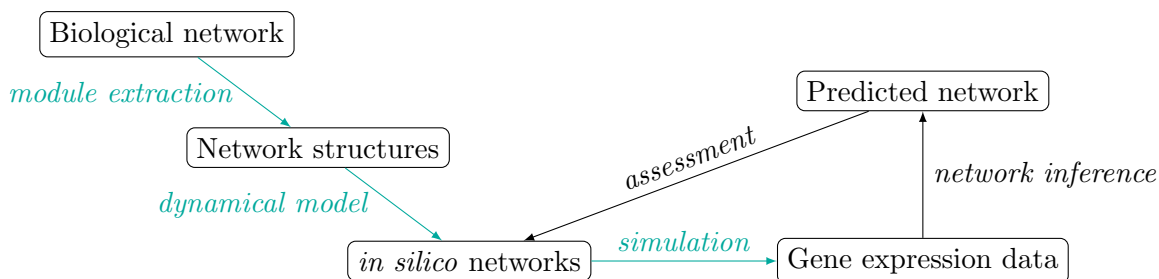 Biological network
module extraction
Predicted network
Network structures
assessment
network inference
dynamical model
in silico networks
simulation
Gene expression data